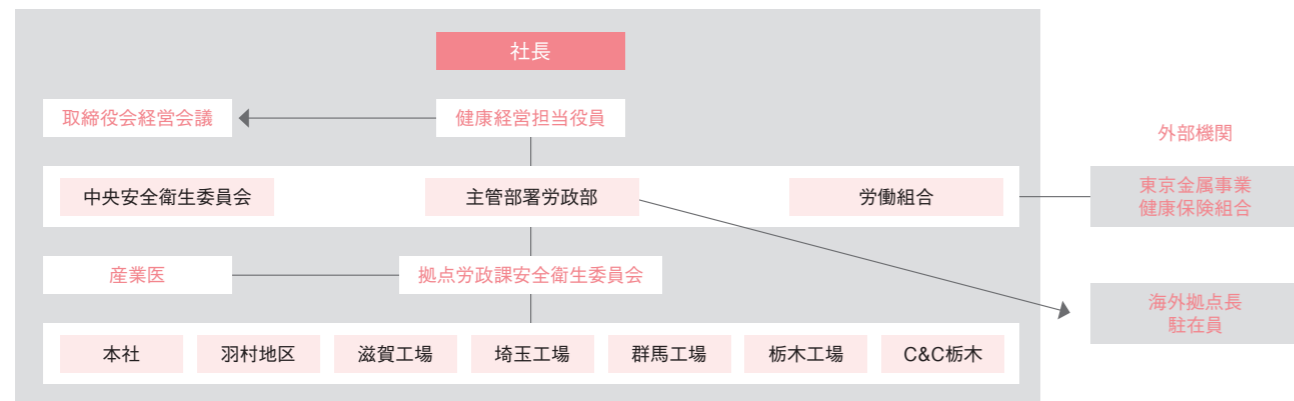 社長
取締役会経営会議
健康経営担当役員
外部機関
中央安全衛生委員会
主管部署労政部
労働組合
東京金属事業
健康保険組合
産業医
拠点労政課安全衛生委員会
海外拠点長
駐在員
本社
羽村地区
滋賀工場
埼玉工場
群馬工場
栃木工場
C&C栃木